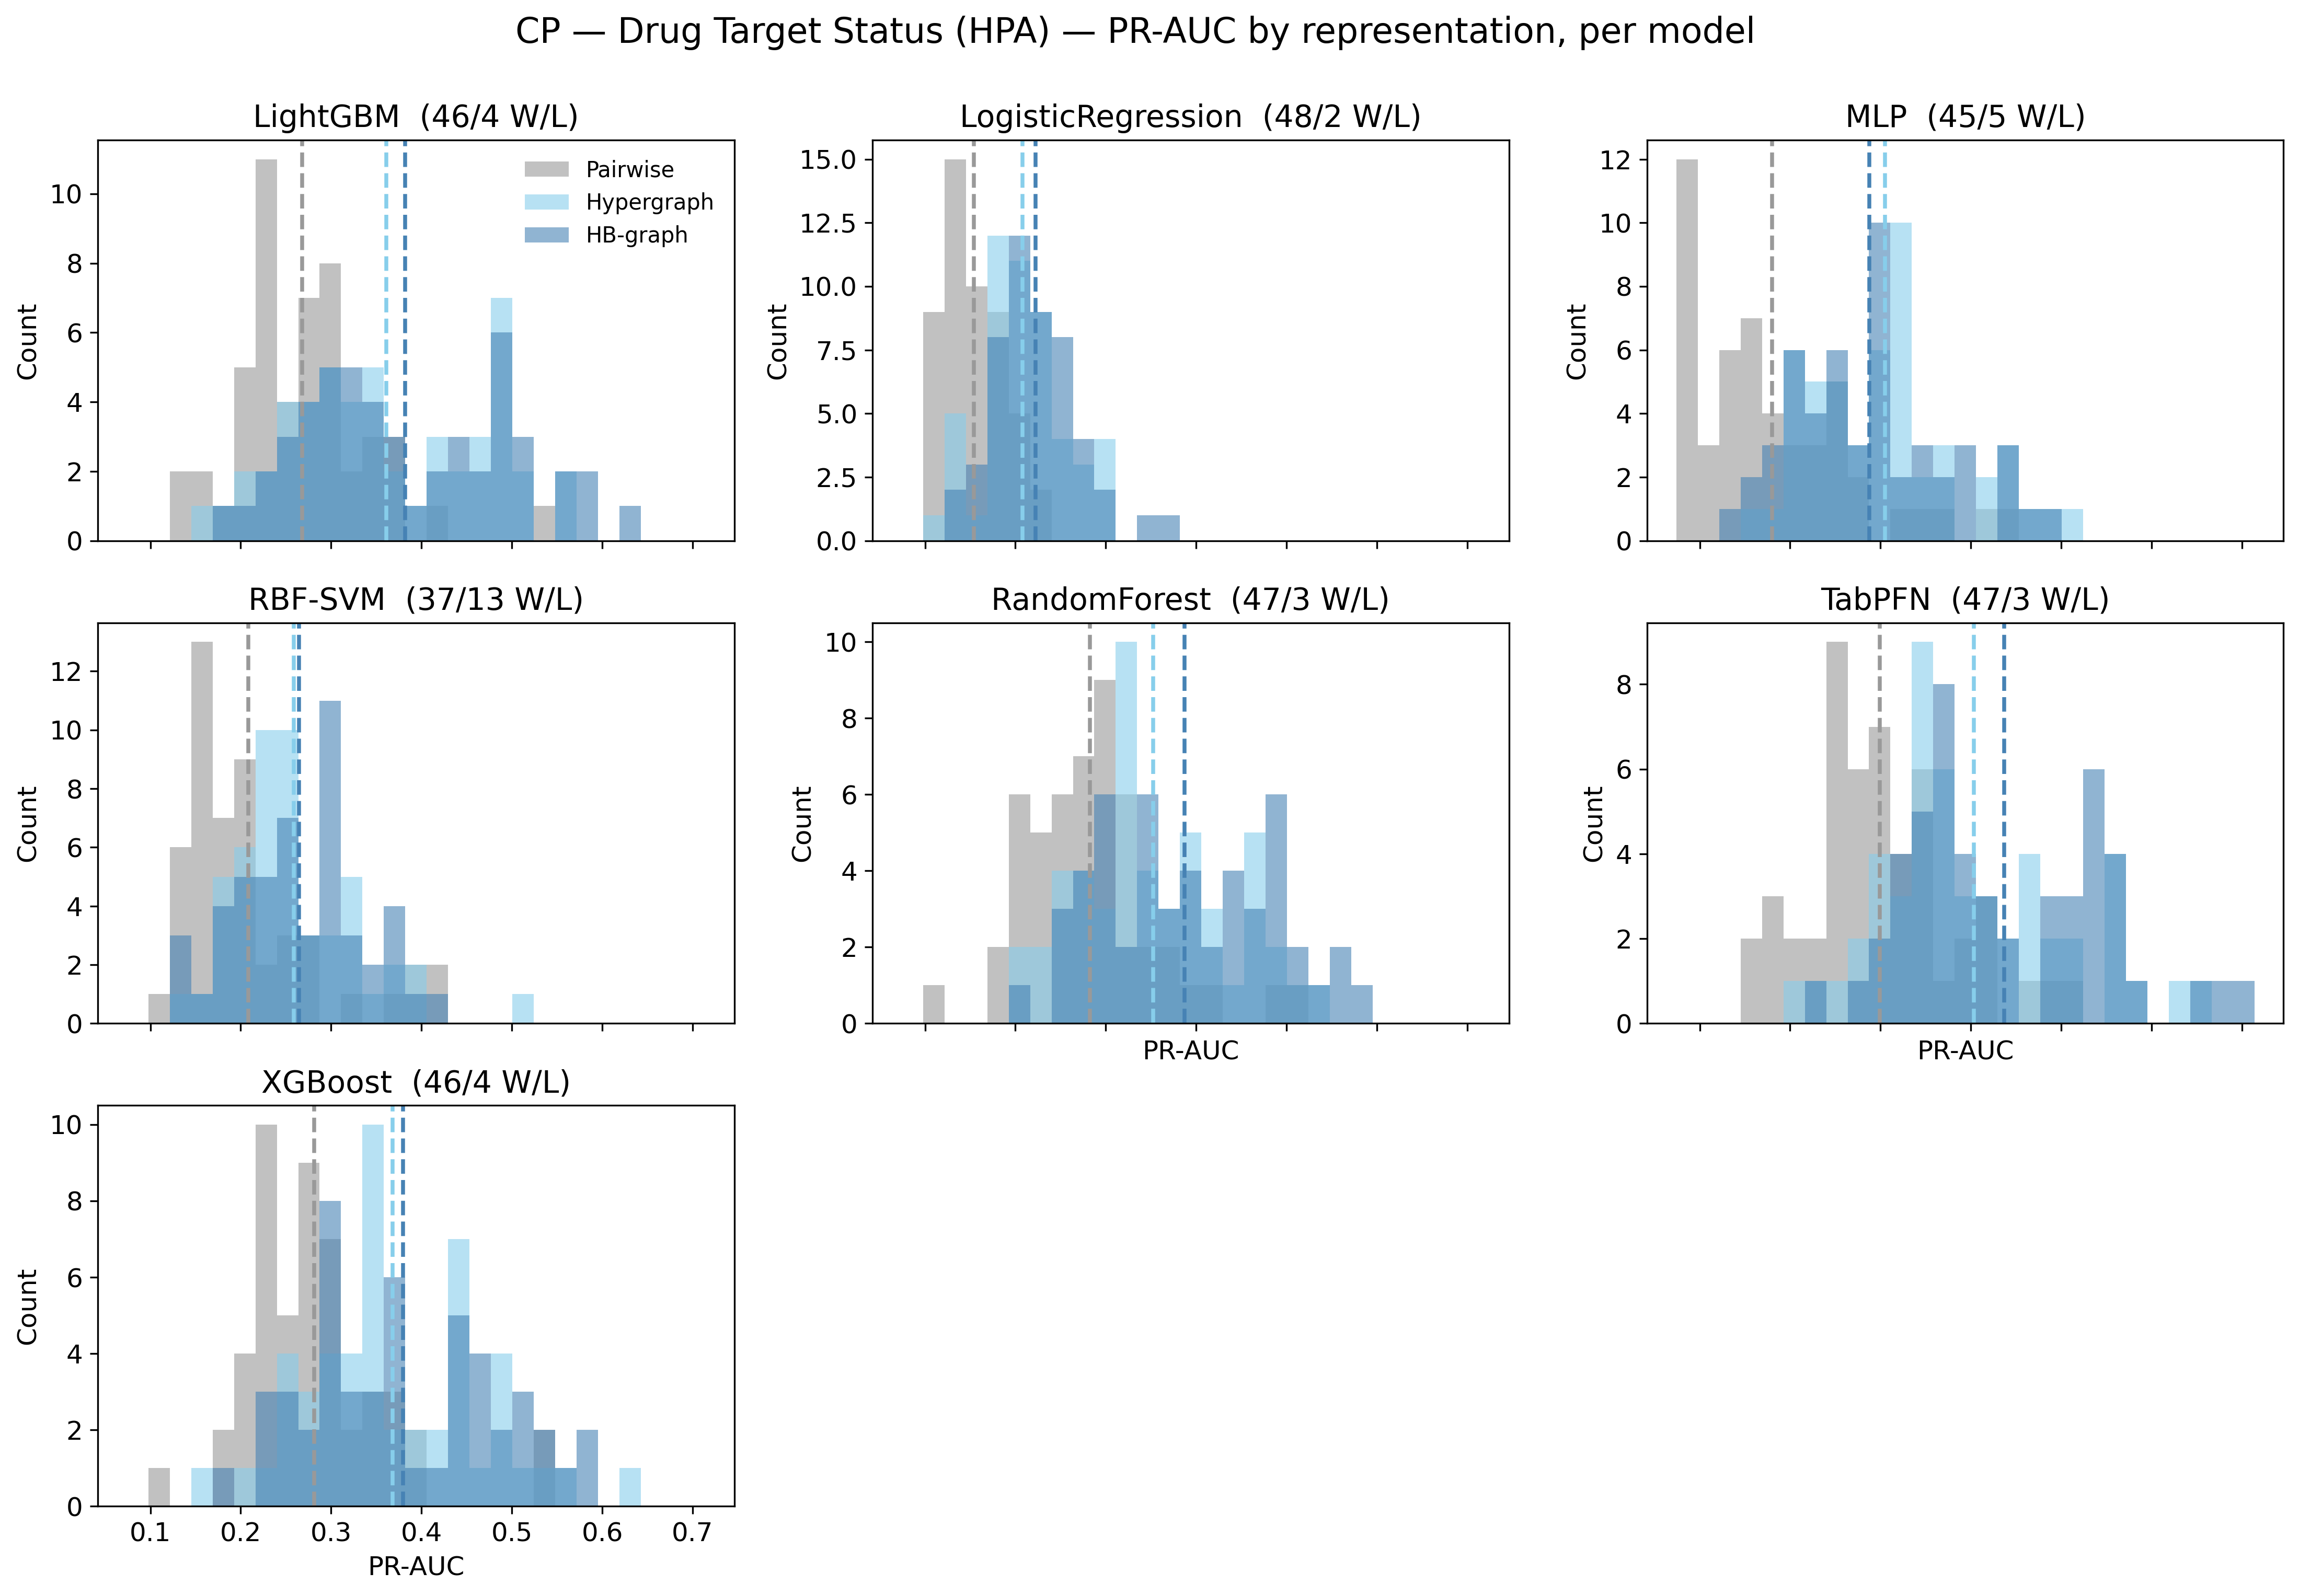 CP — Drug Target Status (HPA) — PR-AUC by representation, per model
LightGBM (46/4 W/L)
Count
10
8
6
4
2
0
Pairwise
Hypergraph
HB-graph
LogisticRegression (48/2 W/L)
Count
15.0
12.5
10.0
7.5
5.0
2.5
0.0
MLP (45/5 W/L)
Count
12
10
8
6
4
2
0
RBF-SVM (37/13 W/L)
Count
12
10
8
6
4
2
0
RandomForest (47/3 W/L)
Count
10
8
6
4
2
0
PR-AUC
TabPFN (47/3 W/L)
Count
8
6
4
2
0
PR-AUC
XGBoost (46/4 W/L)
Count
10
8
6
4
2
0
0.1 0.2 0.3 0.4 0.5 0.6 0.7
PR-AUC